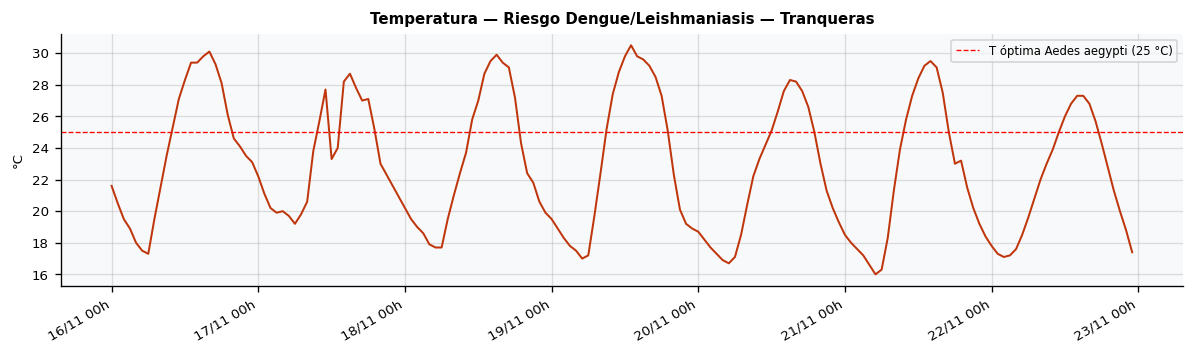 Temperatura — Riesgo Dengue/Leishmaniasis — Tranqueras
T óptima Aedes aegypti (25 °C)
°C
30
28
26
24
22
20
18
16
16/11 00h
17/11 00h
18/11 00h
19/11 00h
20/11 00h
21/11 00h
22/11 00h
23/11 00h